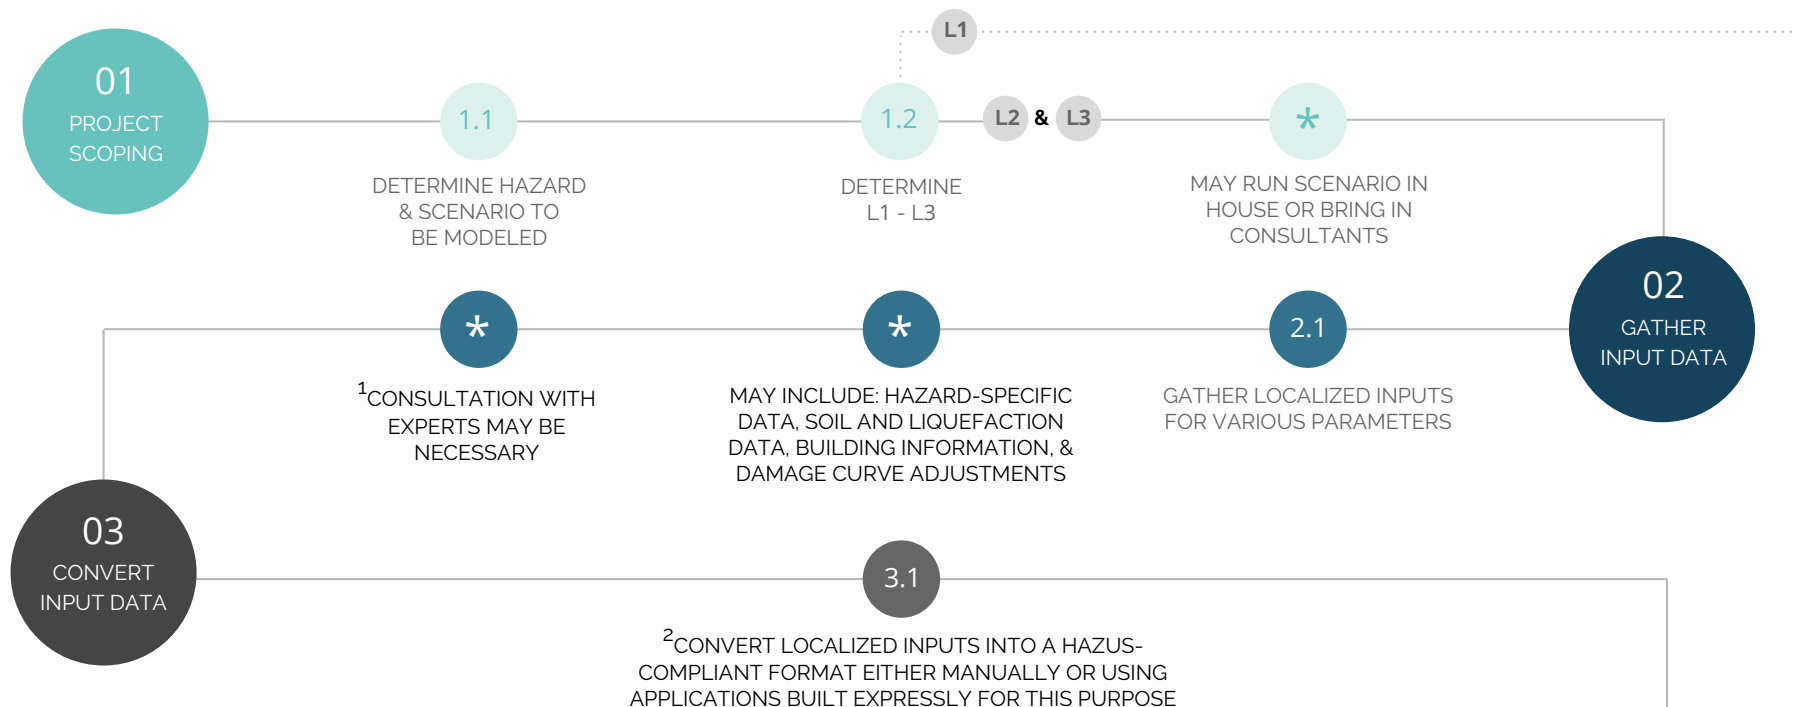 L1
01
PROJECT
SCOPING
1.1
DETERMINE HAZARD
& SCENARIO TO
BE MODELED
1.2
DETERMINE
L1 - L3
L2 & L3
*
MAY RUN SCENARIO IN
HOUSE OR BRING IN
CONSULTANTS
02
GATHER
INPUT DATA
2.1
GATHER LOCALIZED INPUTS
FOR VARIOUS PARAMETERS
*
MAY INCLUDE: HAZARD-SPECIFIC
DATA, SOIL AND LIQUEFACTION
DATA, BUILDING INFORMATION, &
DAMAGE CURVE ADJUSTMENTS
*
1CONSULTATION WITH
EXPERTS MAY BE
NECESSARY
03
CONVERT
INPUT DATA
3.1
2CONVERT LOCALIZED INPUTS INTO A HAZUS-
COMPLIANT FORMAT EITHER MANUALLY OR USING
APPLICATIONS BUILT EXPRESSLY FOR THIS PURPOSE